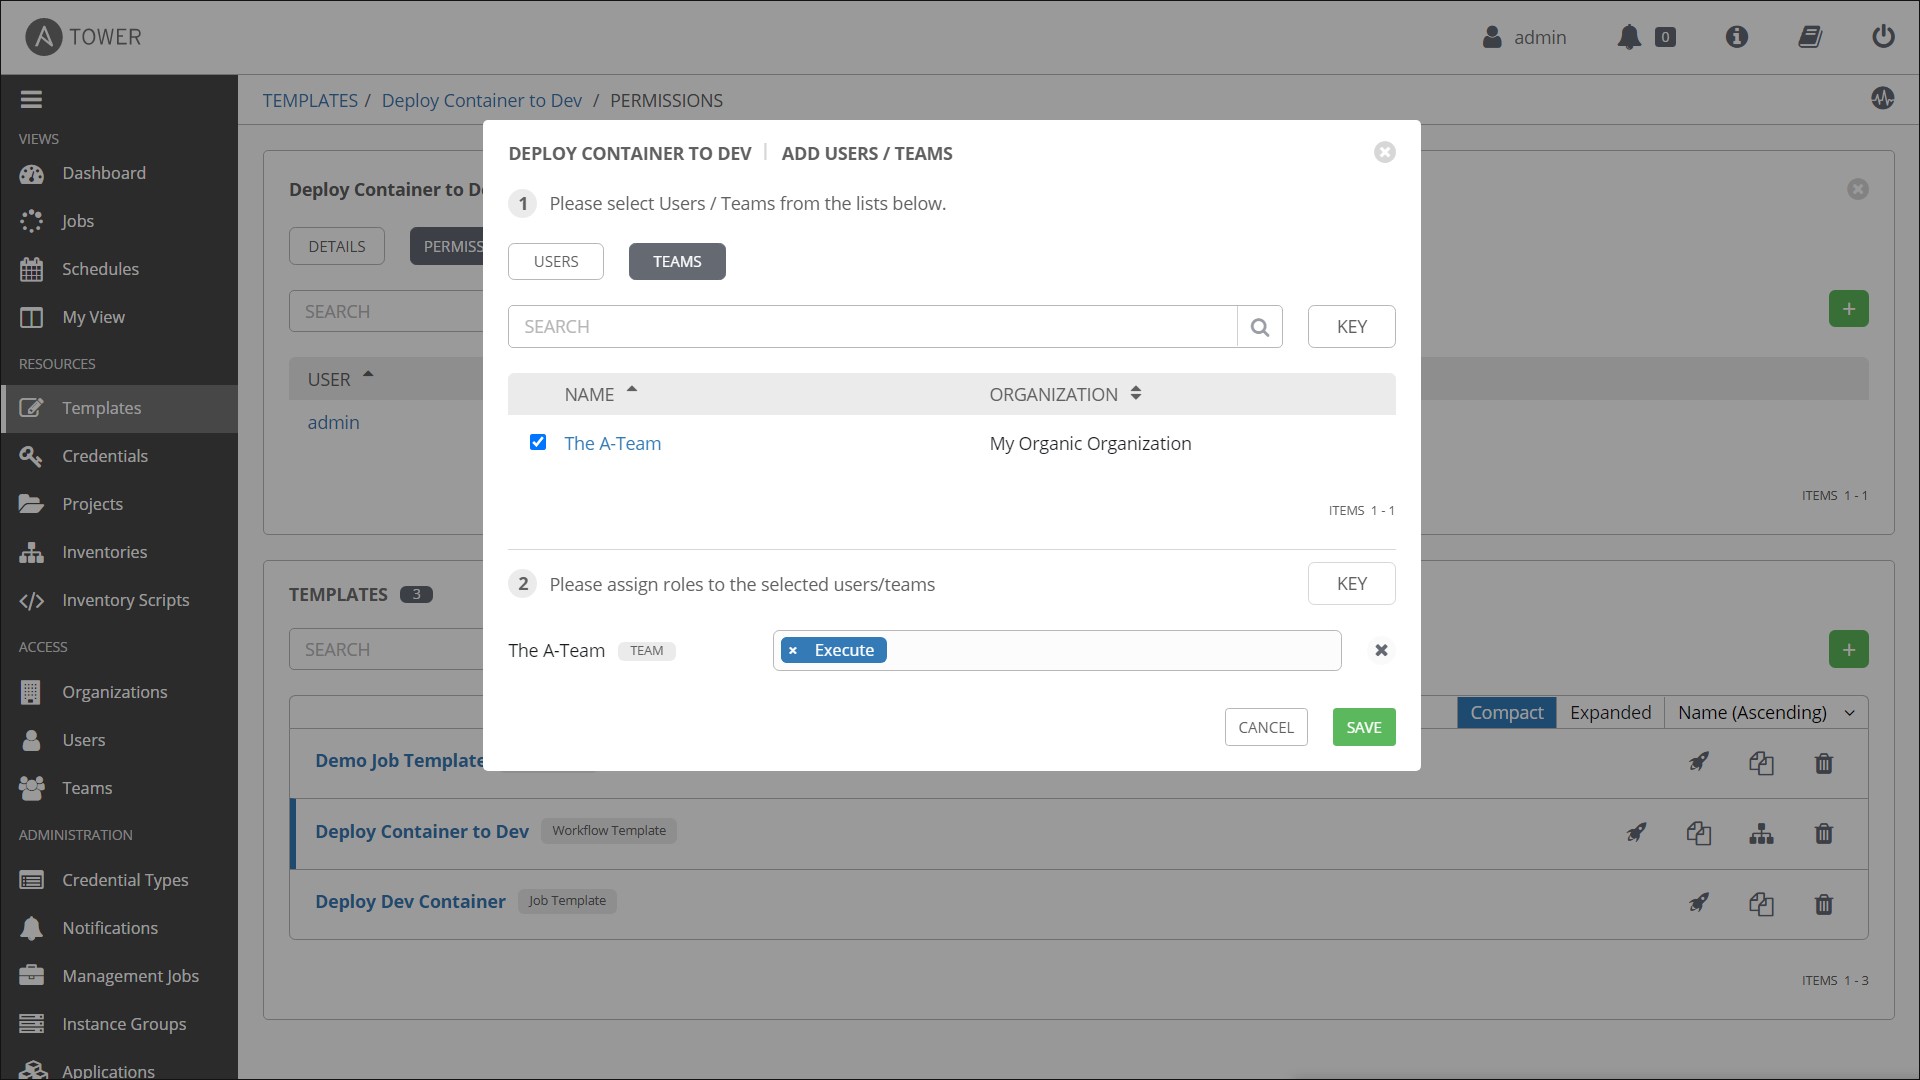 TOWER
admin
0
VIEWS
Dashboard
Jobs
Schedules
My View
RESOURCES
Templates
Credentials
Projects
Inventories
Inventory Scripts
ACCESS
Organizations
Users
Teams
ADMINISTRATION
Credential Types
Notifications
Management Jobs
Instance Groups
Applications
TEMPLATES / Deploy Container to Dev / PERMISSIONS
Deploy Container to D
DETAILS PERMISS
SEARCH
+
USER
admin
ITEMS 1 - 1
DEPLOY CONTAINER TO DEV | ADD USERS / TEAMS
1 Please select Users / Teams from the lists below.
USERS TEAMS
SEARCH KEY
NAME ORGANIZATION
The A-Team My Organic Organization
ITEMS 1 - 1
2 Please assign roles to the selected users/teams KEY
The A-Team TEAM × Execute
CANCEL SAVE
TEMPLATES 3
SEARCH
+
Compact Expanded Name (Ascending)
Demo Job Template
Deploy Container to Dev Workflow Template
Deploy Dev Container Job Template
ITEMS 1 - 3